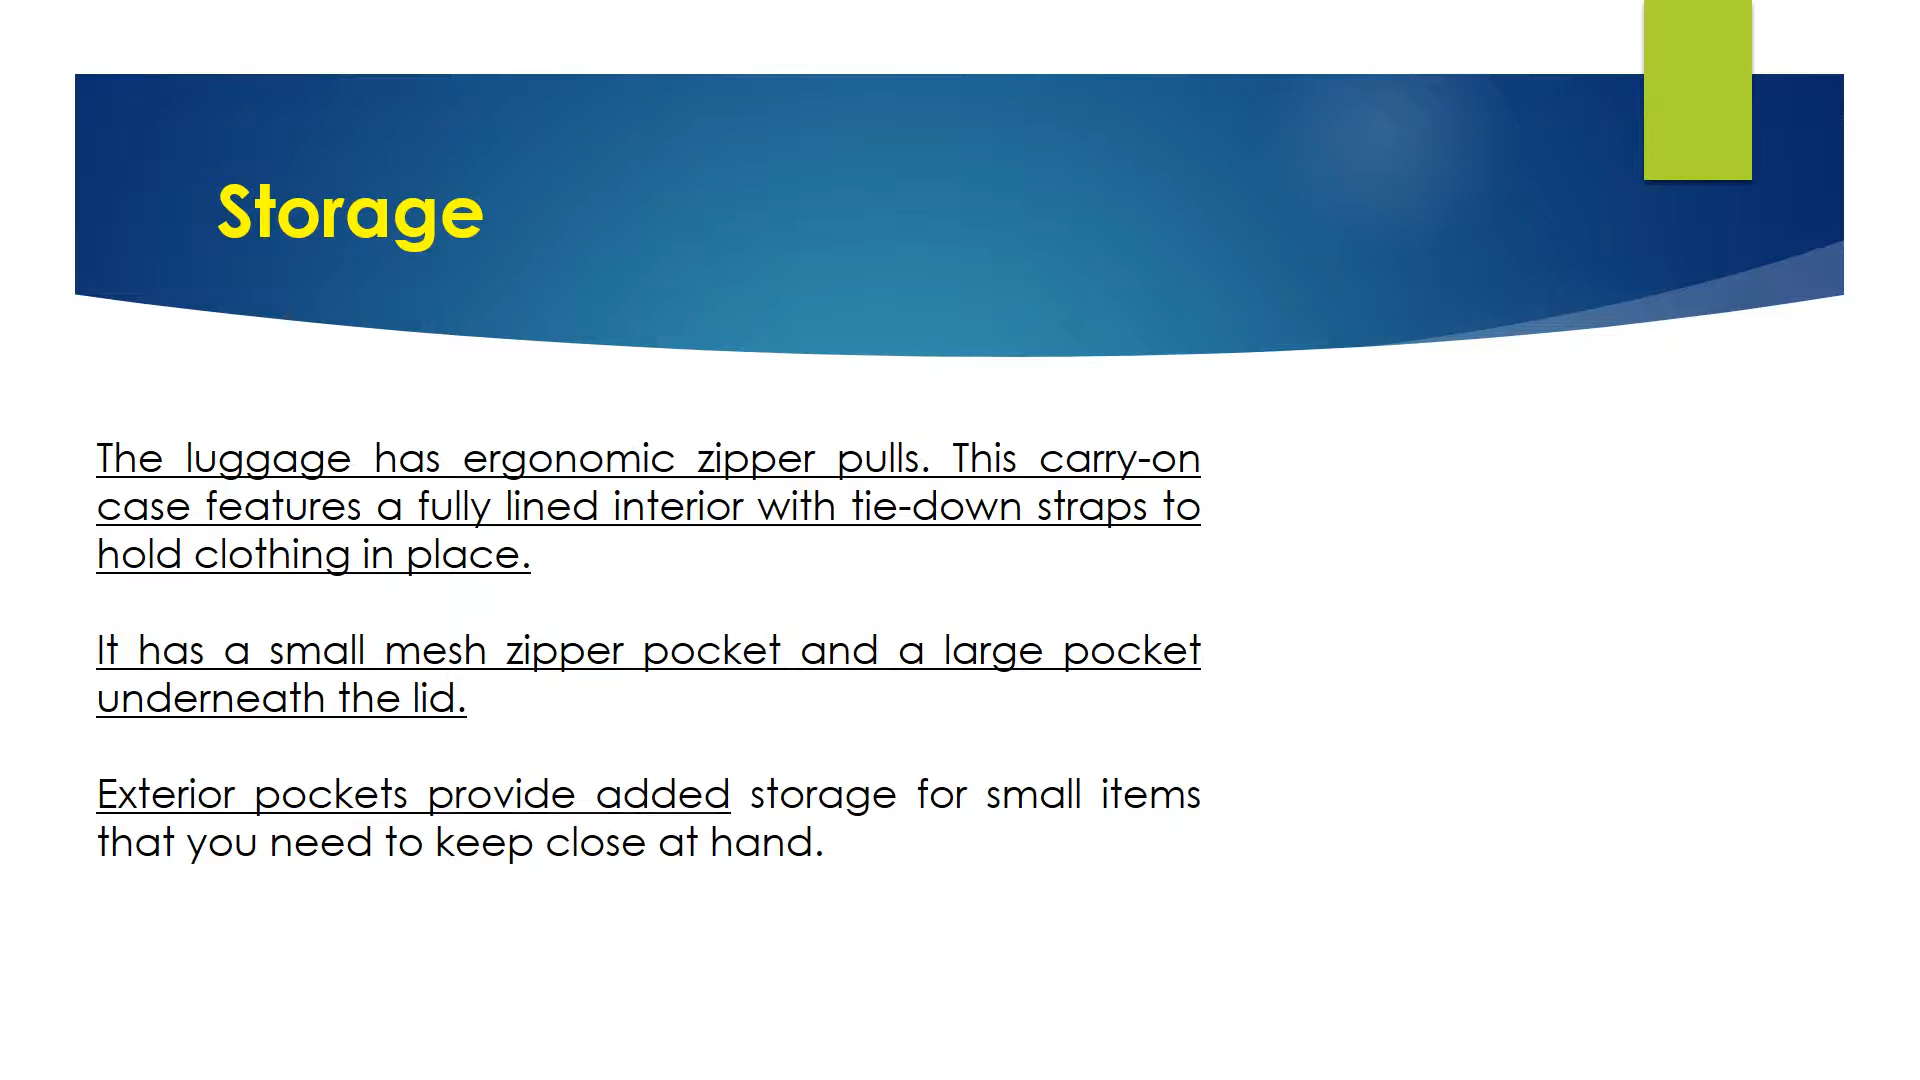 Storage
The luggage has ergonomic zipper pulls. This carry-on
case features a fully lined interior with tie-down straps to
hold clothing in place.
It has a small mesh zipper pocket and a large pocket
underneath the lid.
Exterior pockets provide added storage for small items
that you need to keep close at hand.